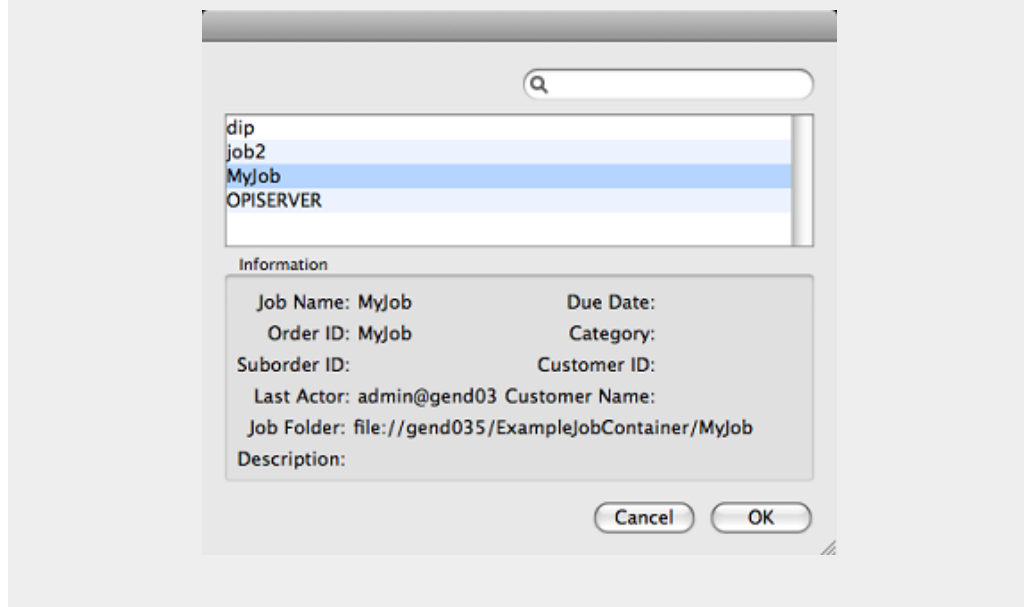 dip
job2
MyJob
OPISERVER
Information
Job Name: MyJob Due Date:
Order ID: MyJob Category:
Suborder ID: Customer ID:
Last Actor: admin@gend03 Customer Name:
Job Folder: file://gend035/ExampleJobContainer/MyJob
Description:
Cancel OK